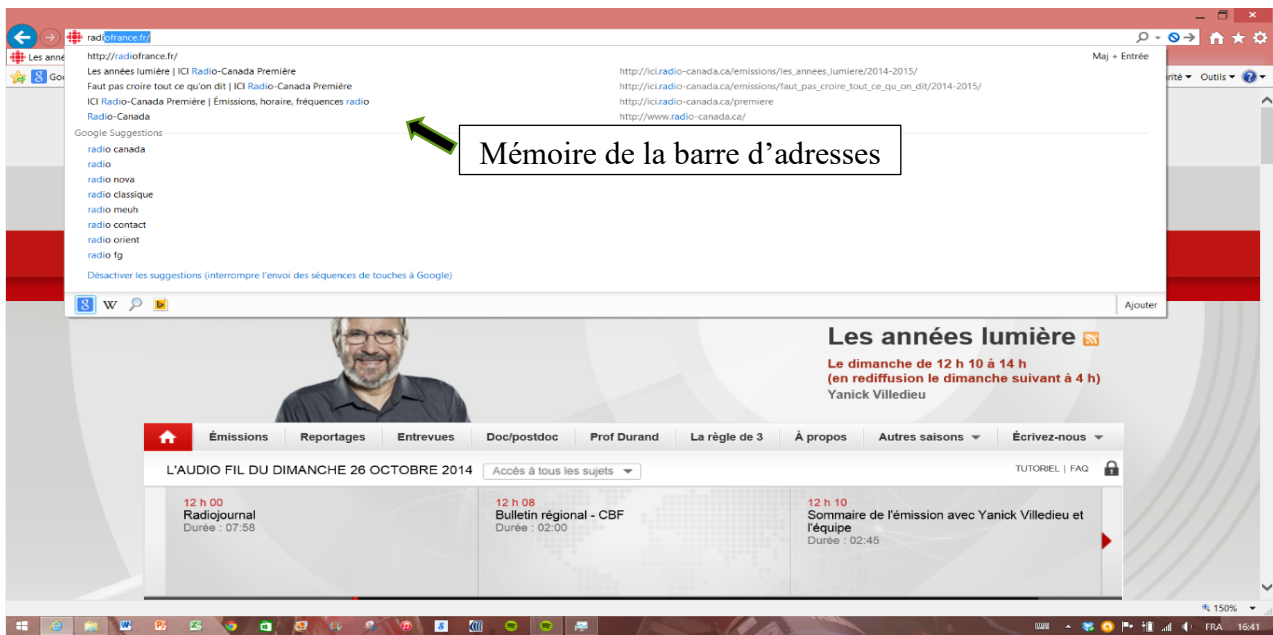 radiofrance.fr/
Les anné
http://radiofrance.fr/ Maj + Entrée
Les années lumière | ICI Radio-Canada Première http://ici.radio-canada.ca/emissions/les_annees_lumiere/2014-2015/
Goo
Faut pas croire tout ce qu'on dit | ICI Radio-Canada Première http://ici.radio-canada.ca/emissions/faut_pas_croire_tout_ce_qu_on_dit/2014-2015/
rité Outils
ICI Radio-Canada Première | Émissions, horaire, fréquences radio http://ici.radio-canada.ca/premiere
Radio-Canada http://www.radio-canada.ca/
Google Suggestions
radio canada
radio
radio nova
radio classique
radio meuh
radio contact
radio orient
radio fg
Désactiver les suggestions (interrompre l'envoi des séquences de touches à Google)
Mémoire de la barre d’adresses
8 W Ajouter
Les années lumière
Le dimanche de 12 h 10 à 14 h
(en rediffusion le dimanche suivant à 4 h)
Yanick Villedieu
Émissions Reportages Entrevues Doc/postdoc Prof Durand La règle de 3 À propos Autres saisons Écrivez-nous
L'AUDIO FIL DU DIMANCHE 26 OCTOBRE 2014 Accès à tous les sujets TUTORIEL | FAQ
12 h 00
Radiojournal
Durée : 07:58
12 h 08
Bulletin régional - CBF
Durée : 02:00
12 h 10
Sommaire de l'émission avec Yanick Villedieu et
l'équipe
Durée : 02:45
150%
FRA 16:41